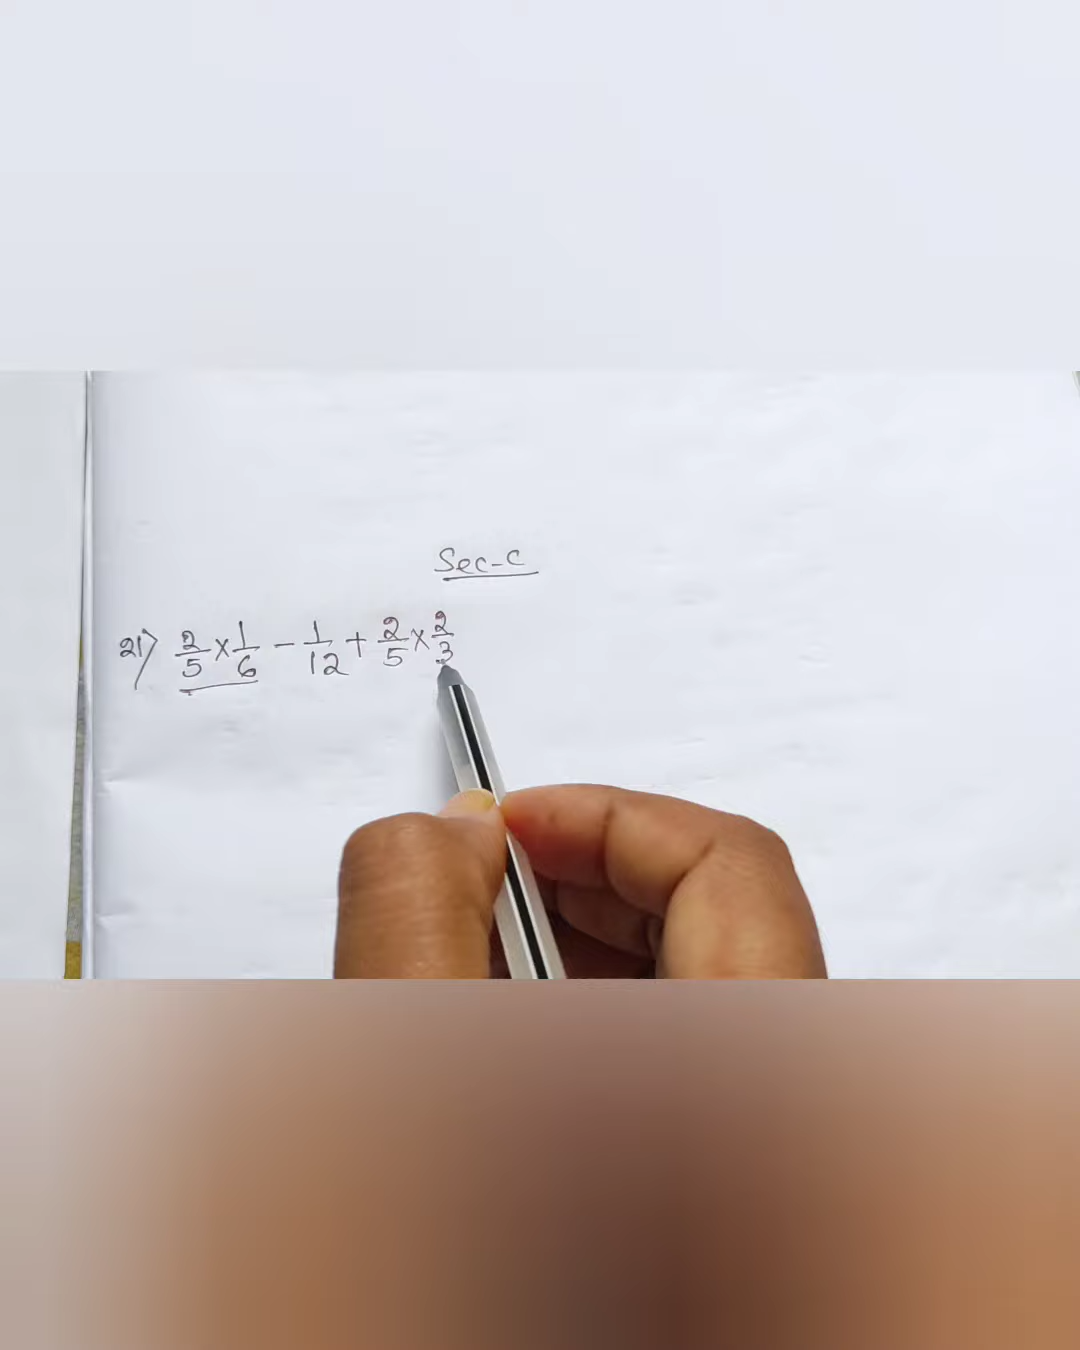 Sec-C
21) 2/5 × 1/6 - 1/12 + 2/5 × 2/3